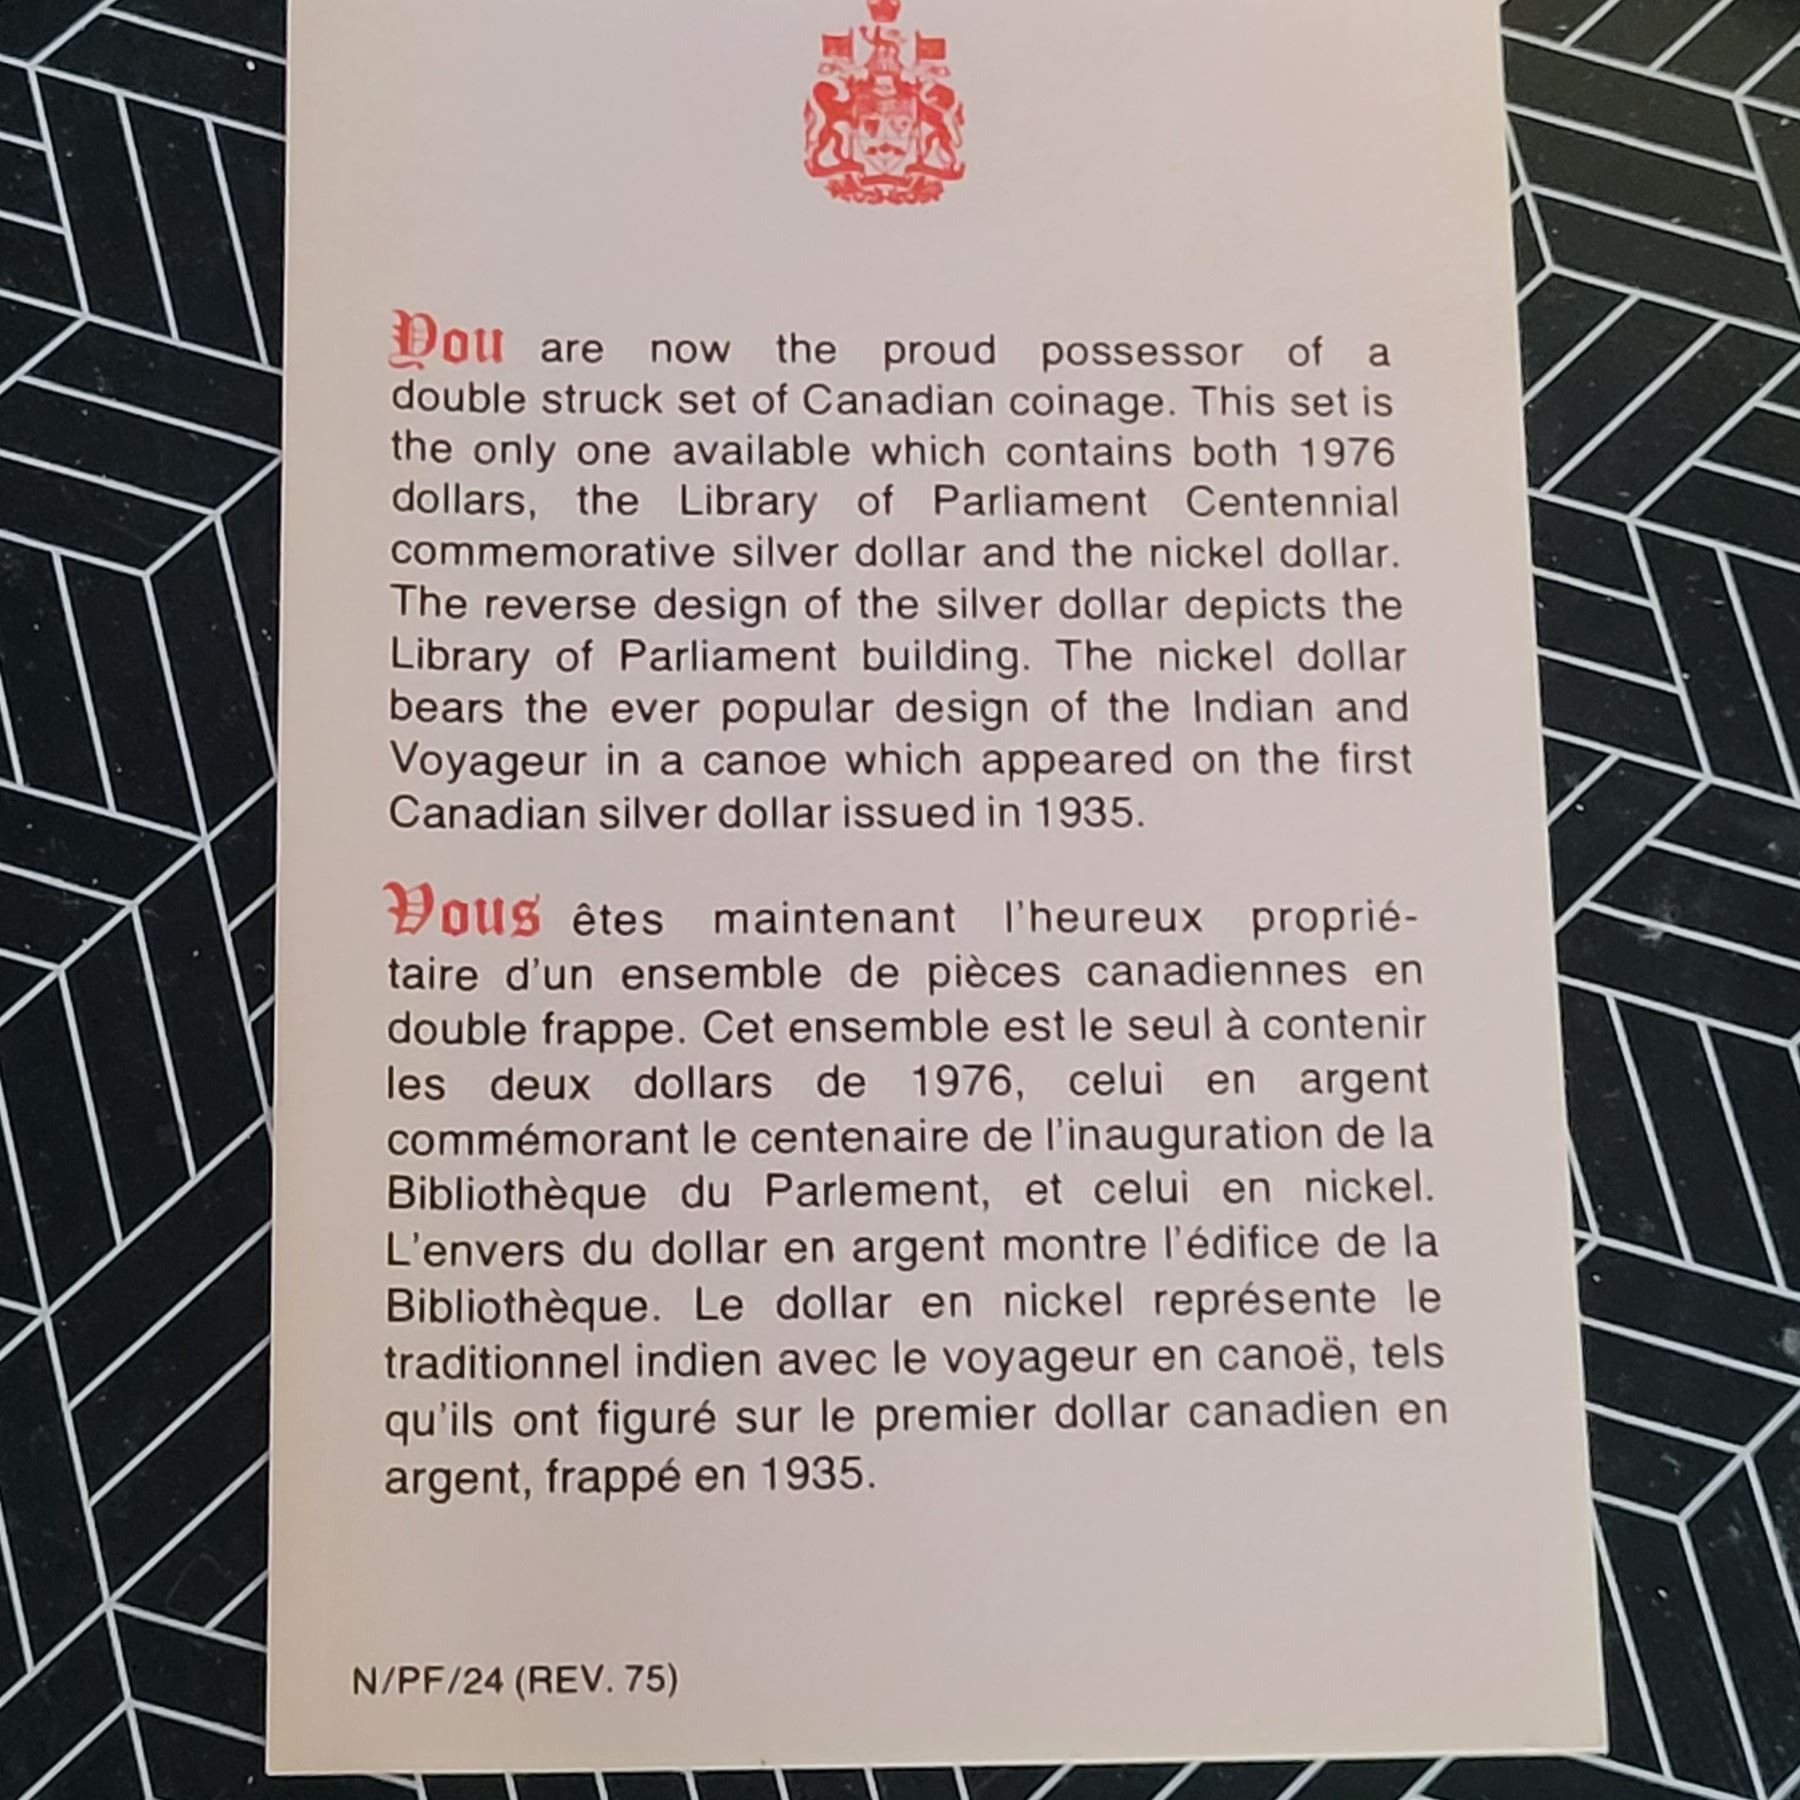 You are now the proud possessor of a
double struck set of Canadian coinage. This set is
the only one available which contains both 1976
dollars, the Library of Parliament Centennial
commemorative silver dollar and the nickel dollar.
The reverse design of the silver dollar depicts the
Library of Parliament building. The nickel dollar
bears the ever popular design of the Indian and
Voyageur in a canoe which appeared on the first
Canadian silver dollar issued in 1935.
Vous êtes maintenant l'heureux proprié-
taire d'un ensemble de pièces canadiennes en
double frappe. Cet ensemble est le seul à contenir
les deux dollars de 1976, celui en argent
commémorant le centenaire de l'inauguration de la
Bibliothèque du Parlement, et celui en nickel.
L'envers du dollar en argent montre l'édifice de la
Bibliothèque. Le dollar en nickel représente le
traditionnel indien avec le voyageur en canoë, tels
qu'ils ont figuré sur le premier dollar canadien en
argent, frappé en 1935.
N/PF/24 (REV. 75)